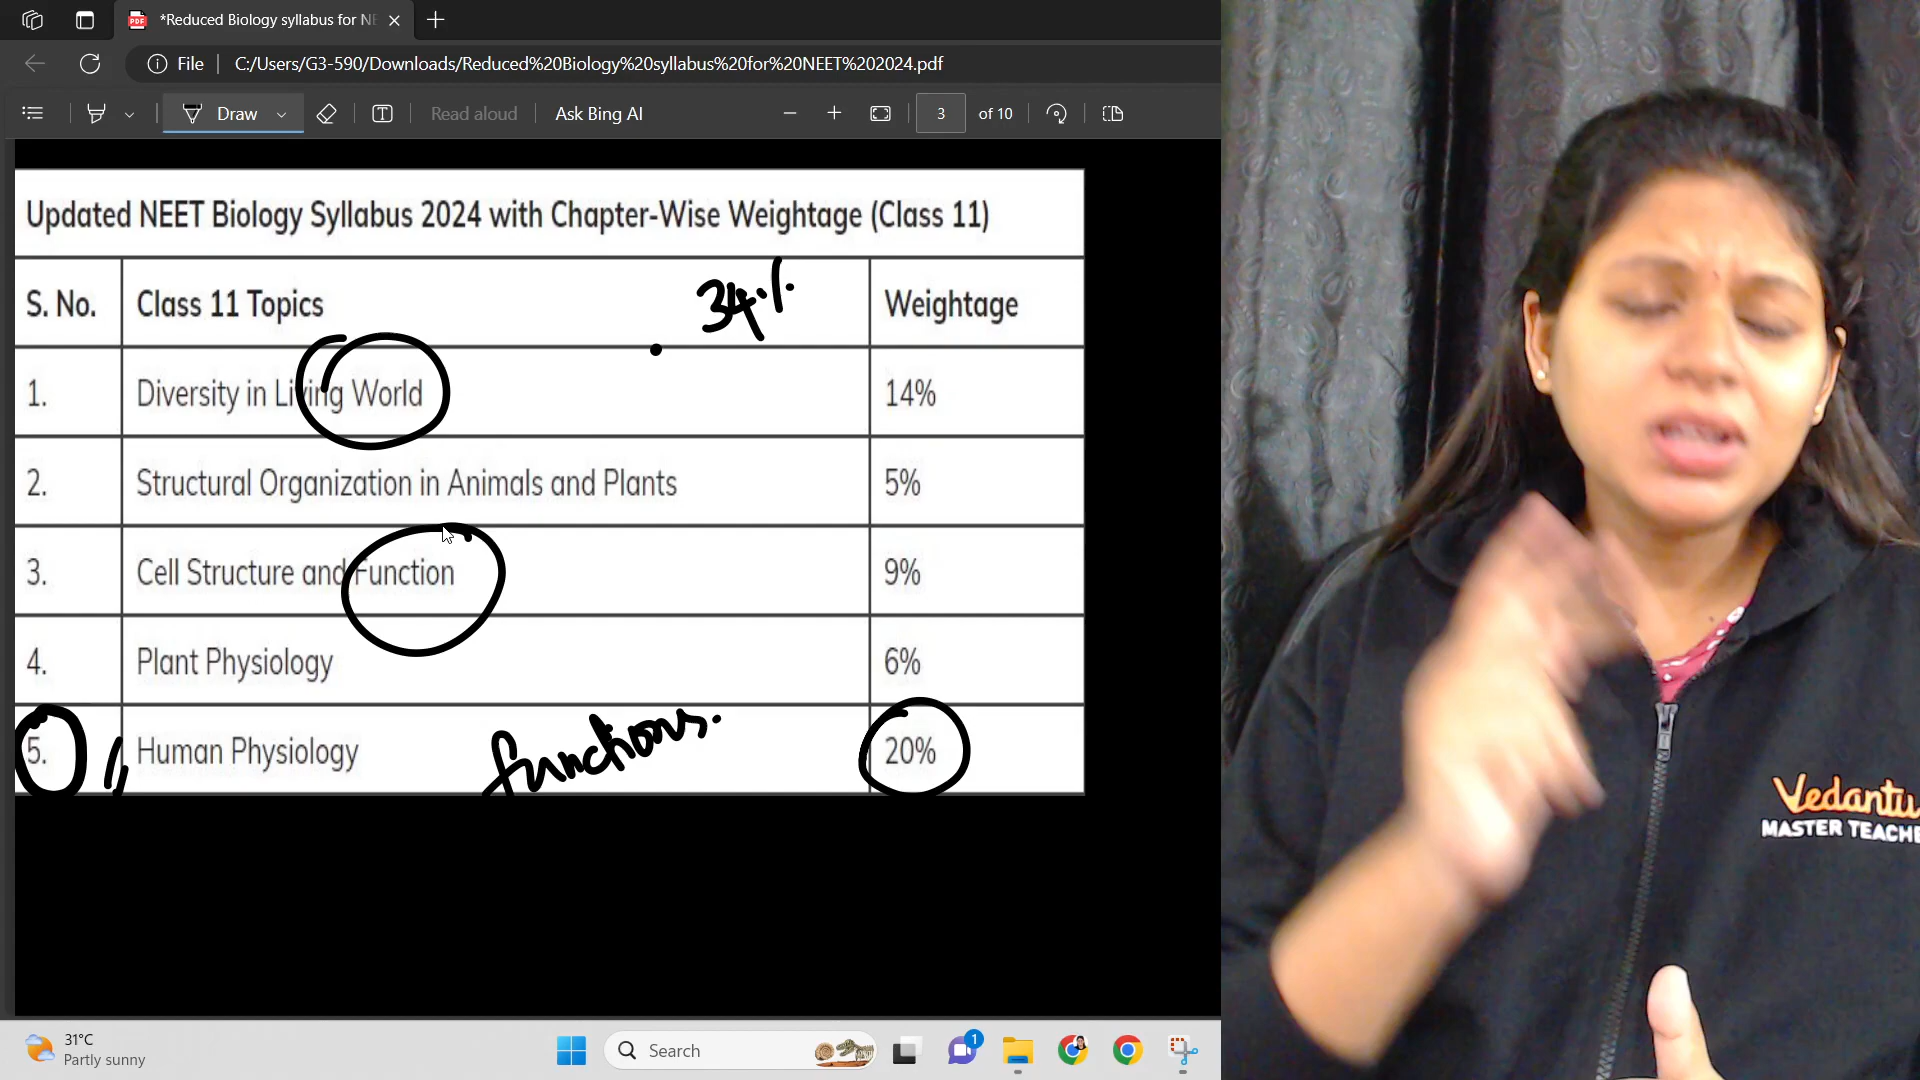 *Reduced Biology syllabus for NE
File
C:/Users/G3-590/Downloads/Reduced%20Biology%20syllabus%20for%20NEET%202024.pdf
Draw
Read aloud
Ask Bing AI
3 of 10
Updated NEET Biology Syllabus 2024 with Chapter-Wise Weightage (Class 11)
34%
S. No. Class 11 Topics Weightage
1. Diversity in Living World 14%
2. Structural Organization in Animals and Plants 5%
3. Cell Structure and Function 9%
4. Plant Physiology 6%
5. Human Physiology functions. 20%
Vedantu
MASTER TEACHE
31°C
Partly sunny
Search
1